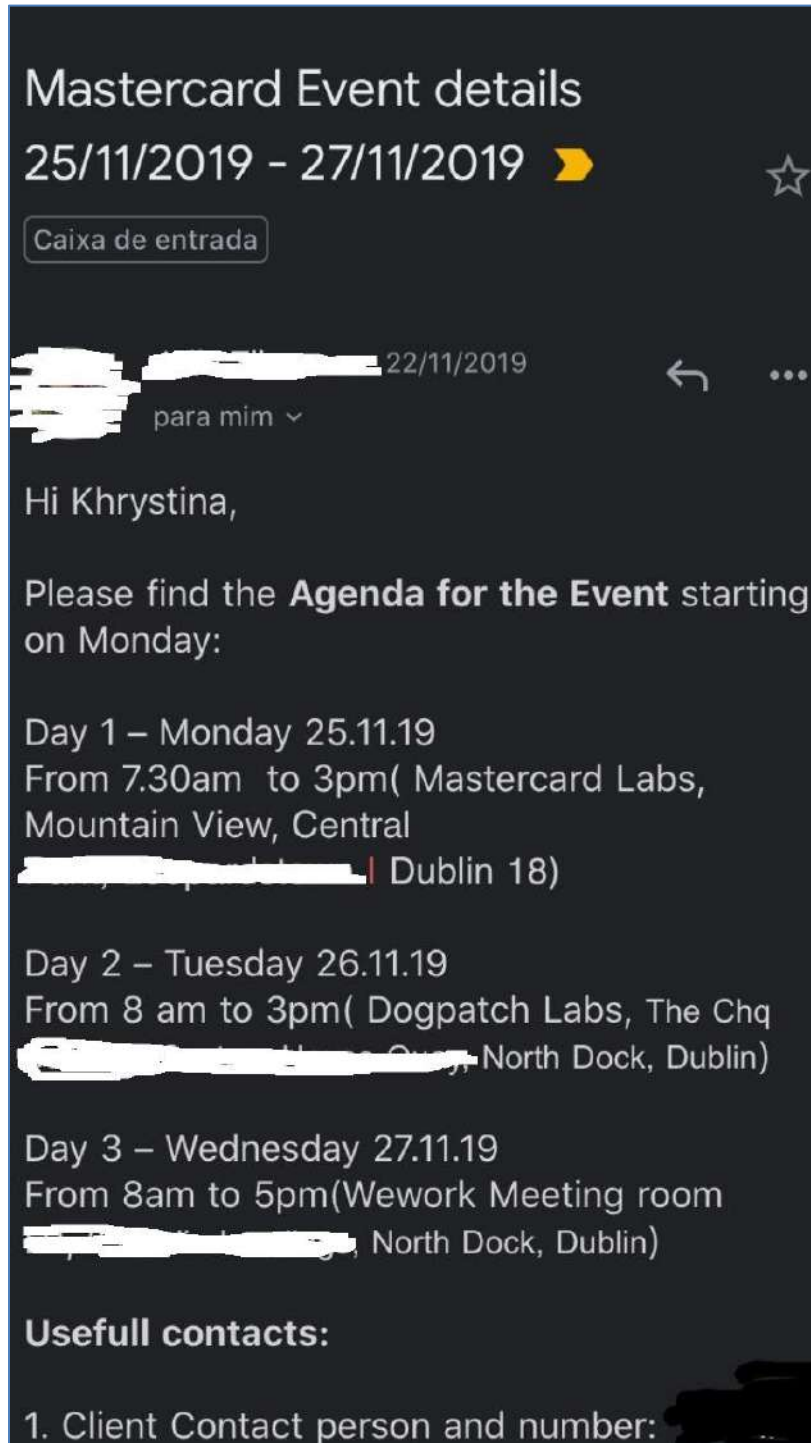 Mastercard Event details
25/11/2019 - 27/11/2019
Caixa de entrada
22/11/2019
para mim
Hi Khrystina,
Please find the Agenda for the Event starting
on Monday:
Day 1 – Monday 25.11.19
From 7.30am  to 3pm( Mastercard Labs,
Mountain View, Central
Dublin 18)
Day 2 – Tuesday 26.11.19
From 8 am to 3pm( Dogpatch Labs, The Chq
North Dock, Dublin)
Day 3 – Wednesday 27.11.19
From 8am to 5pm(Wework Meeting room
, North Dock, Dublin)
Usefull contacts:
1. Client Contact person and number: